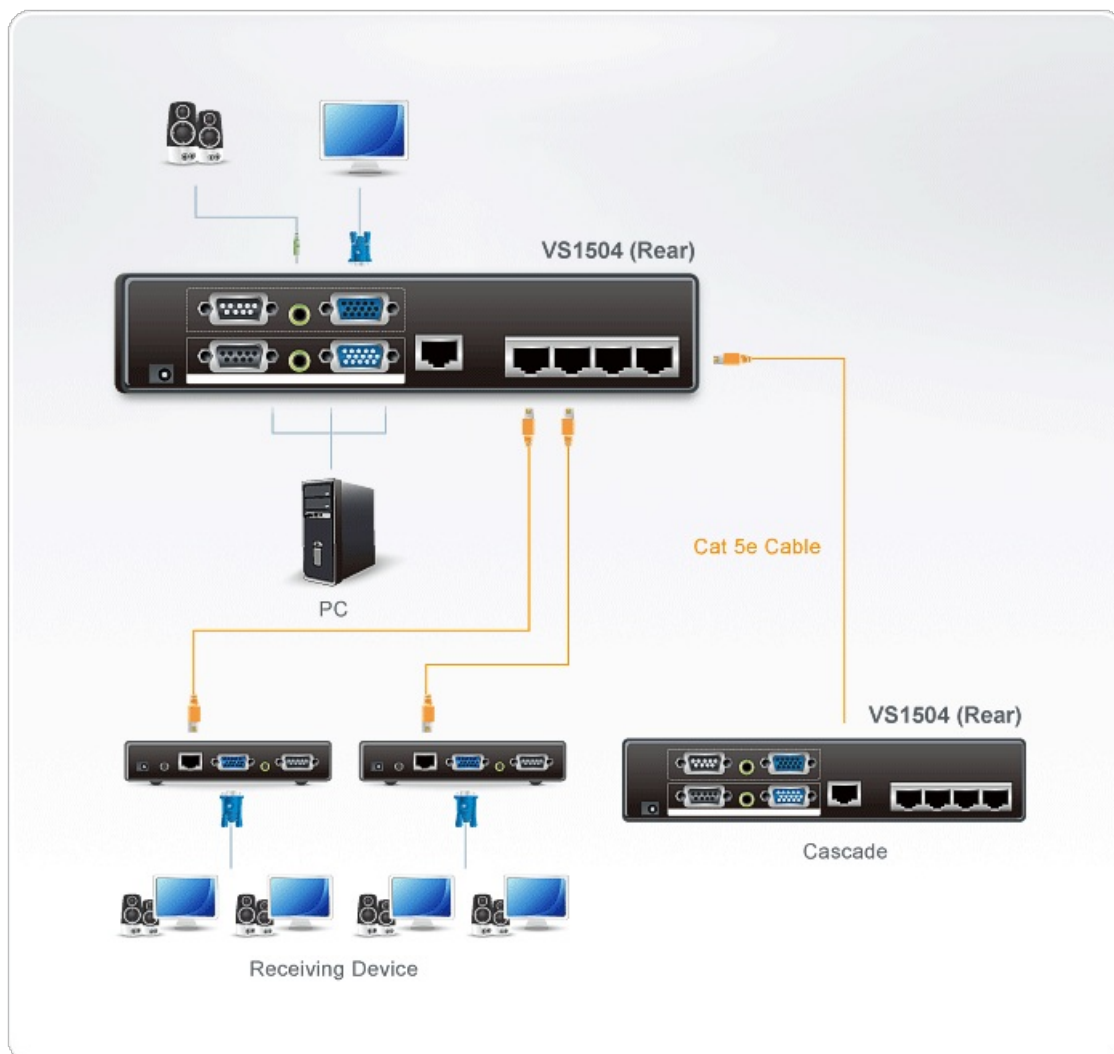 VS1504 (Rear)
Cat 5e Cable
PC
VS1504 (Rear)
Cascade
Receiving Device